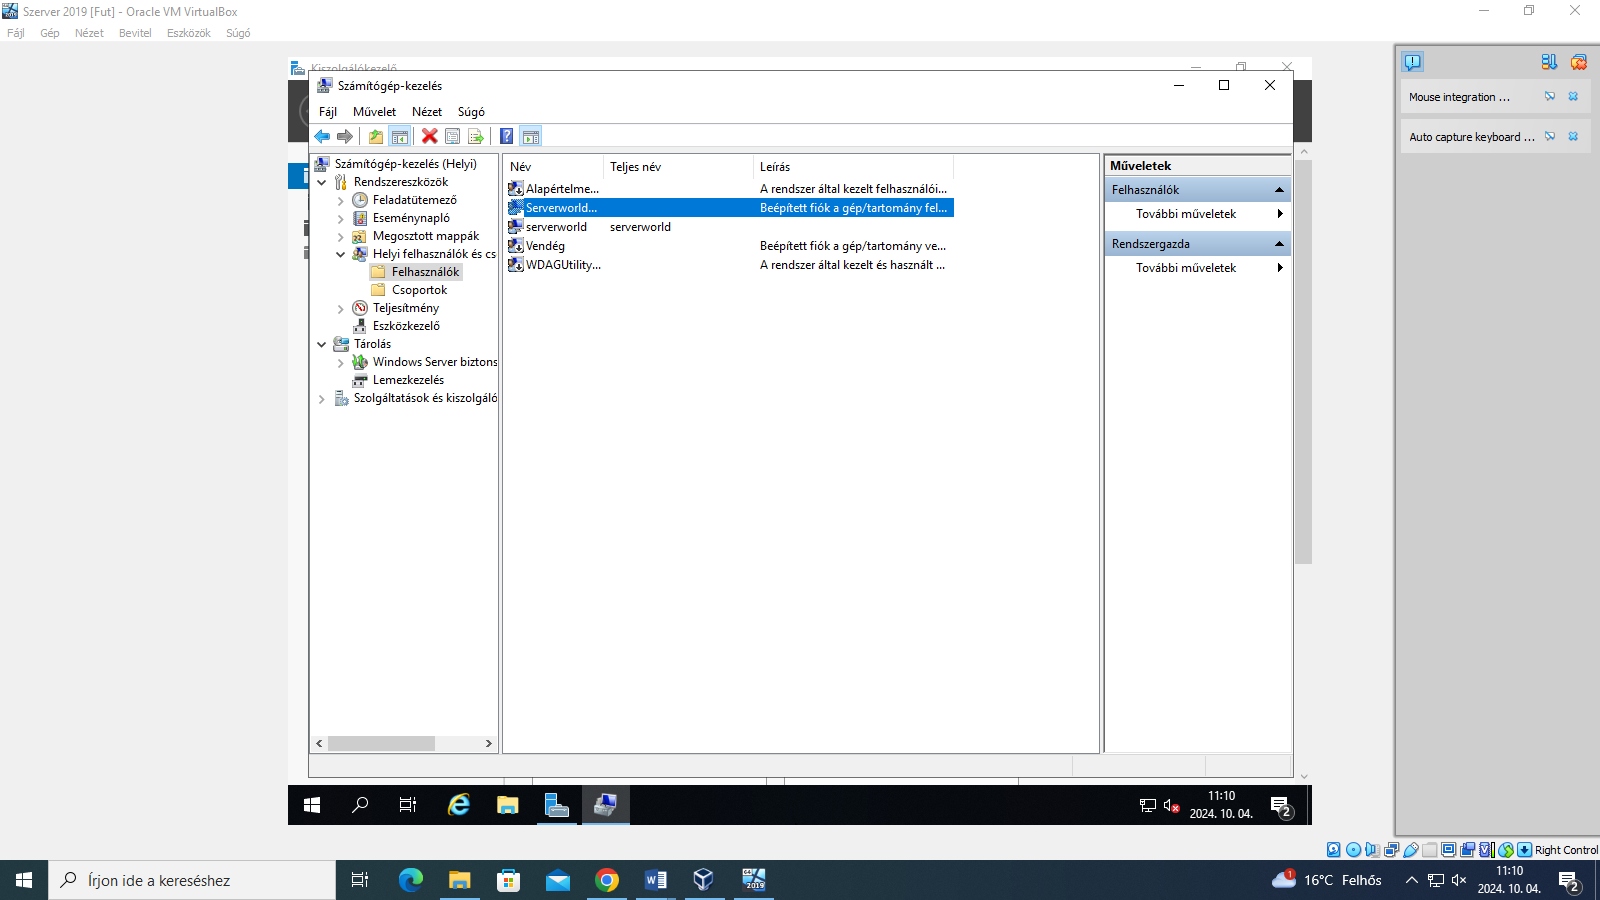 Szerver 2019 [Fut] - Oracle VM VirtualBox
Fájl Gép Nézet Bevitel Eszközök Súgó
Kiszolgálókezelő
Számítógép-kezelés
Fájl Művelet Nézet Súgó
Számítógép-kezelés (Helyi)
Rendszereszközök
Feladatütemező
Eseménynapló
Megosztott mappák
Helyi felhasználók és cs
Felhasználók
Csoportok
Teljesítmény
Eszközkezelő
Tárolás
Windows Server biztons
Lemezkezelés
Szolgáltatások és kiszolgáló
Név Teljes név Leírás
Alapértelme... A rendszer által kezelt felhasználói...
Serverworld... Beépített fiók a gép/tartomány fel...
serverworld serverworld
Vendég Beépített fiók a gép/tartomány ve...
WDAGUtility... A rendszer által kezelt és használt ...
Műveletek
Felhasználók
További műveletek
Rendszergazda
További műveletek
Mouse integration ...
Auto capture keyboard ...
11:10
2024. 10. 04.
2
Right Control
Írjon ide a kereséshez
2019
1
16°C Felhős
11:10
2024. 10. 04.
2